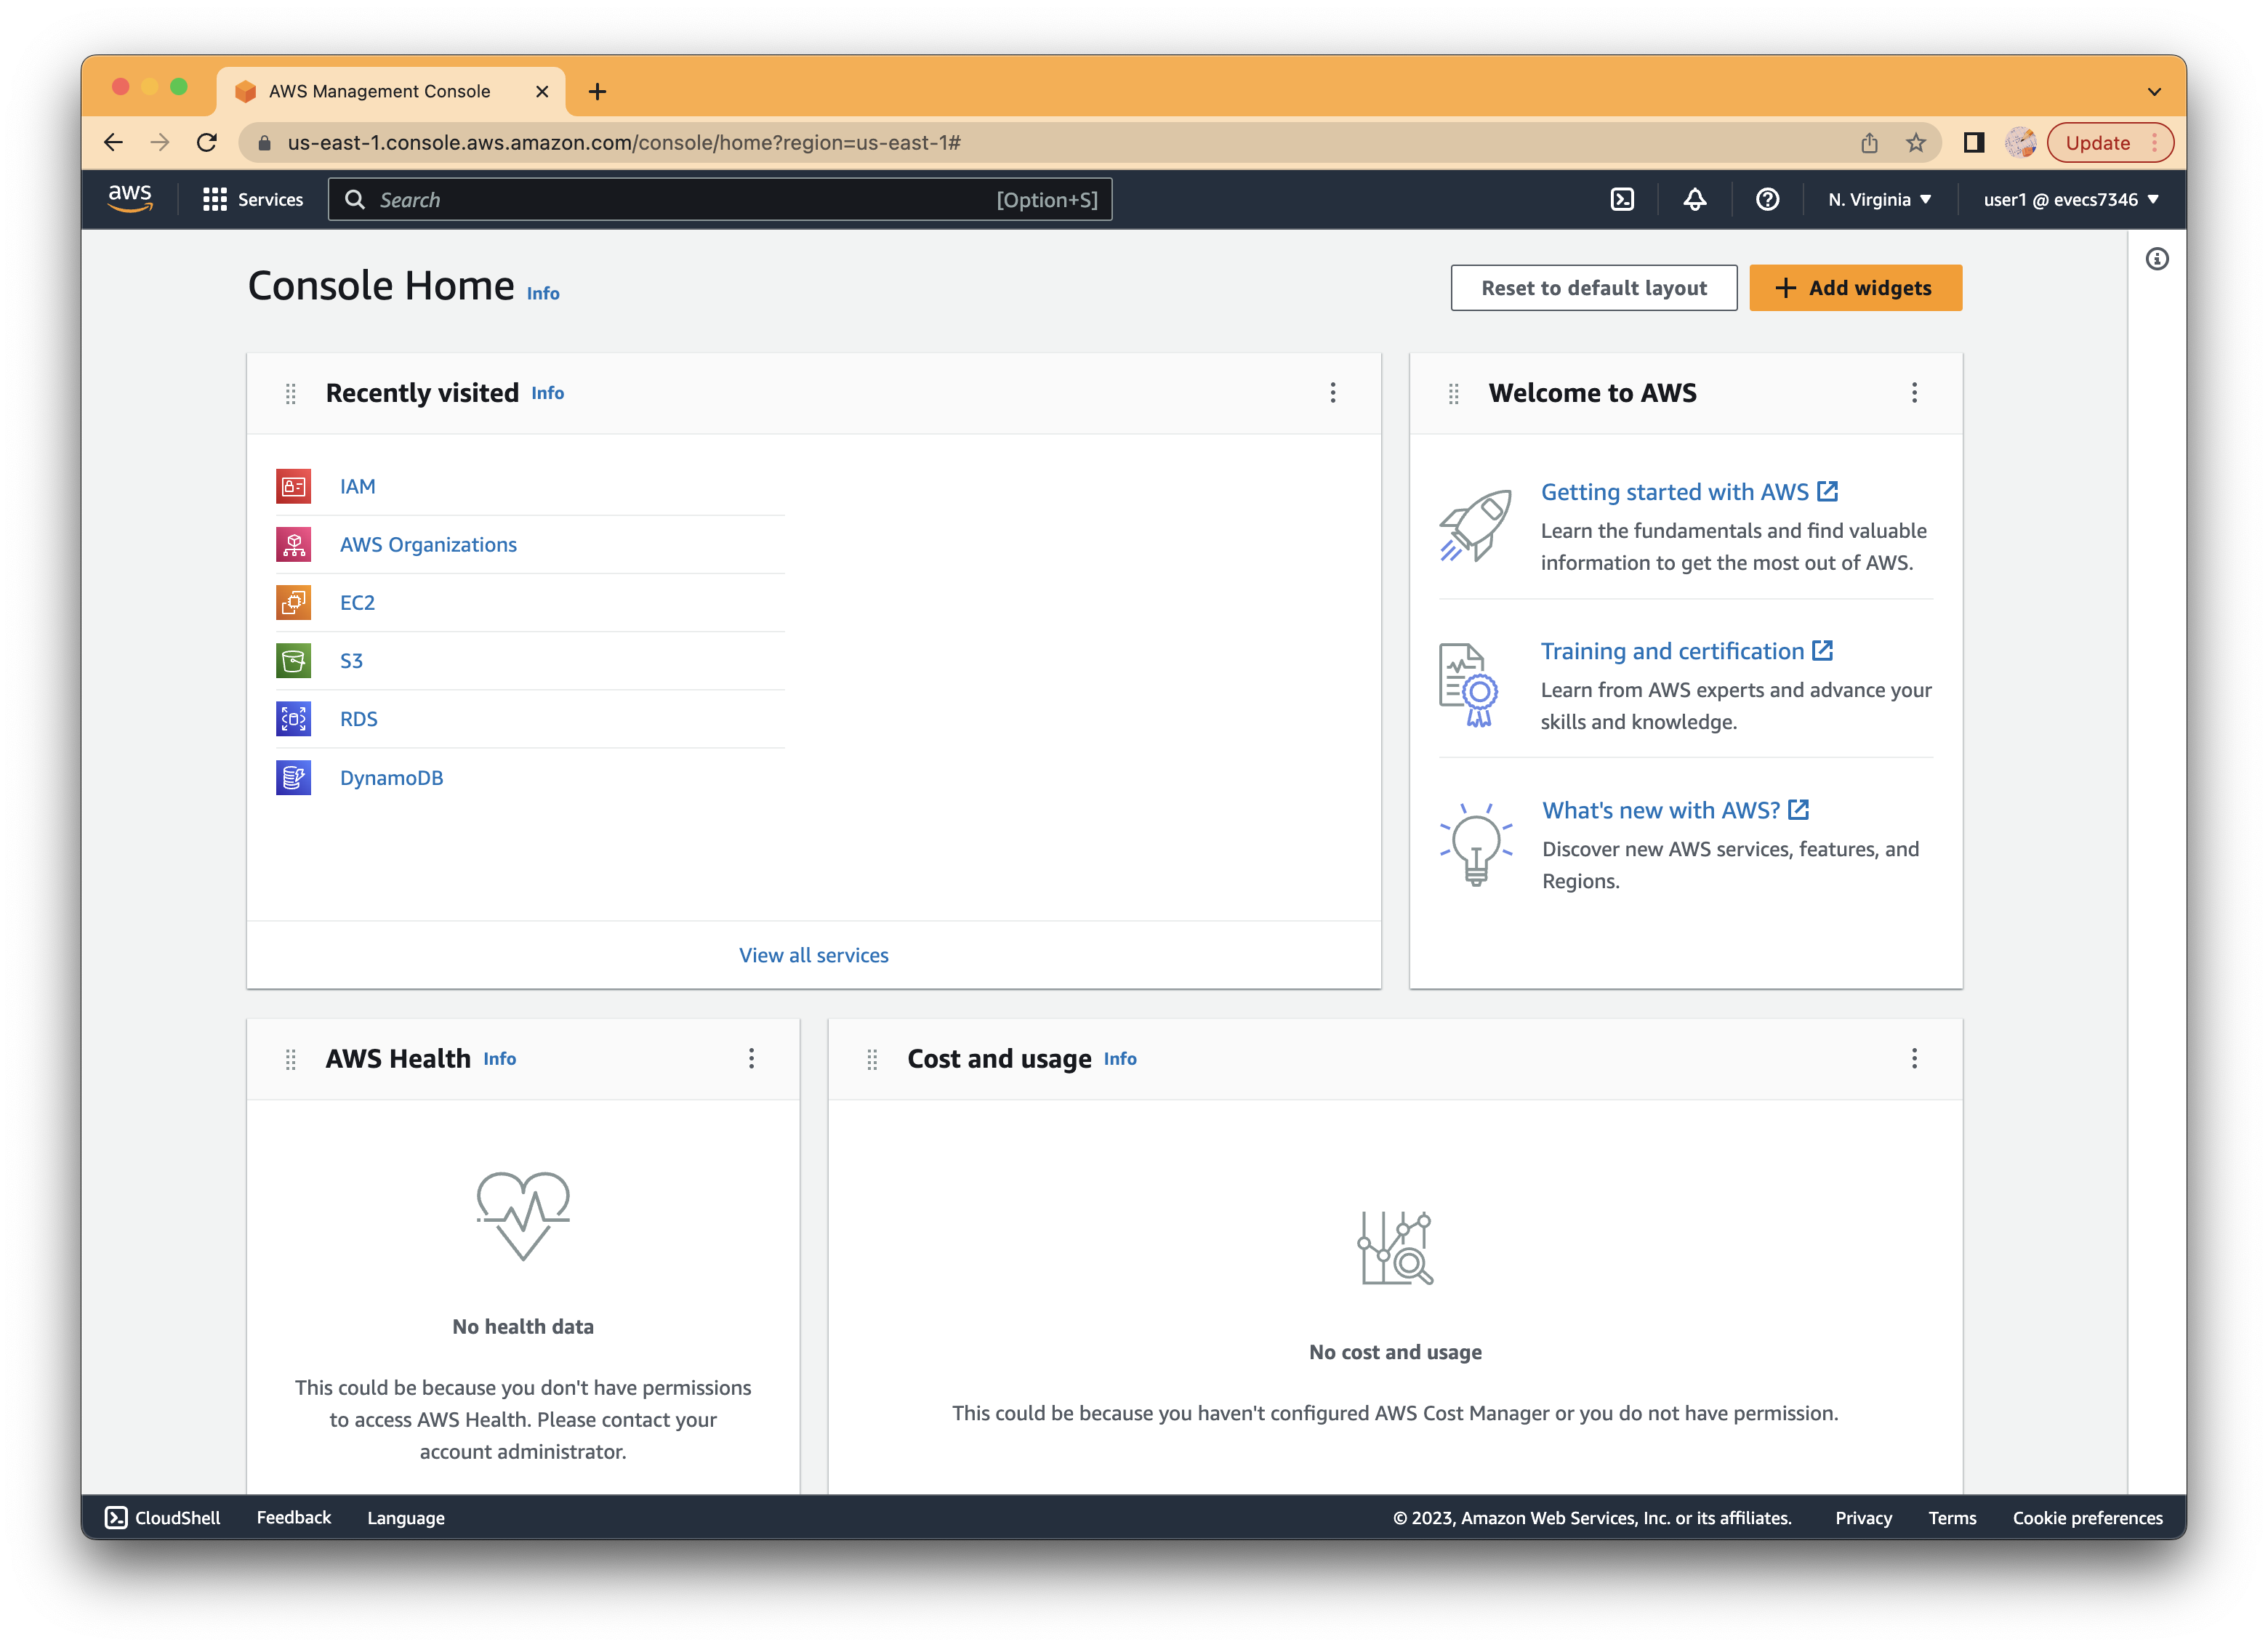 AWS Management Console
us-east-1.console.aws.amazon.com/console/home?region=us-east-1#
Update
aws
Services
Search
[Option+S]
N. Virginia
user1 @ evecs7346
Console Home Info
Reset to default layout
Add widgets
Recently visited Info
IAM
AWS Organizations
EC2
S3
RDS
DynamoDB
View all services
Welcome to AWS
Getting started with AWS
Learn the fundamentals and find valuable
information to get the most out of AWS.
Training and certification
Learn from AWS experts and advance your
skills and knowledge.
What's new with AWS?
Discover new AWS services, features, and
Regions.
AWS Health Info
No health data
This could be because you don't have permissions
to access AWS Health. Please contact your
account administrator.
Cost and usage Info
No cost and usage
This could be because you haven't configured AWS Cost Manager or you do not have permission.
CloudShell
Feedback
Language
© 2023, Amazon Web Services, Inc. or its affiliates.
Privacy
Terms
Cookie preferences